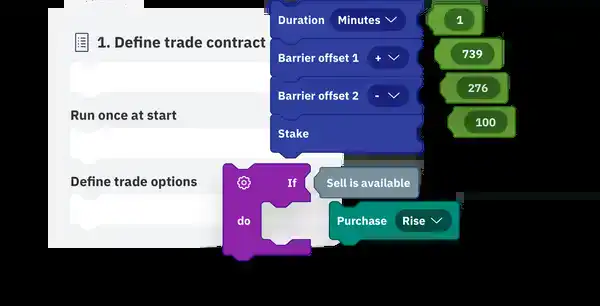 Duration Minutes 1
1. Define trade contract
Barrier offset 1 + 739
Barrier offset 2 - 276
Run once at start
Stake 100
Define trade options
If Sell is available
do Purchase Rise